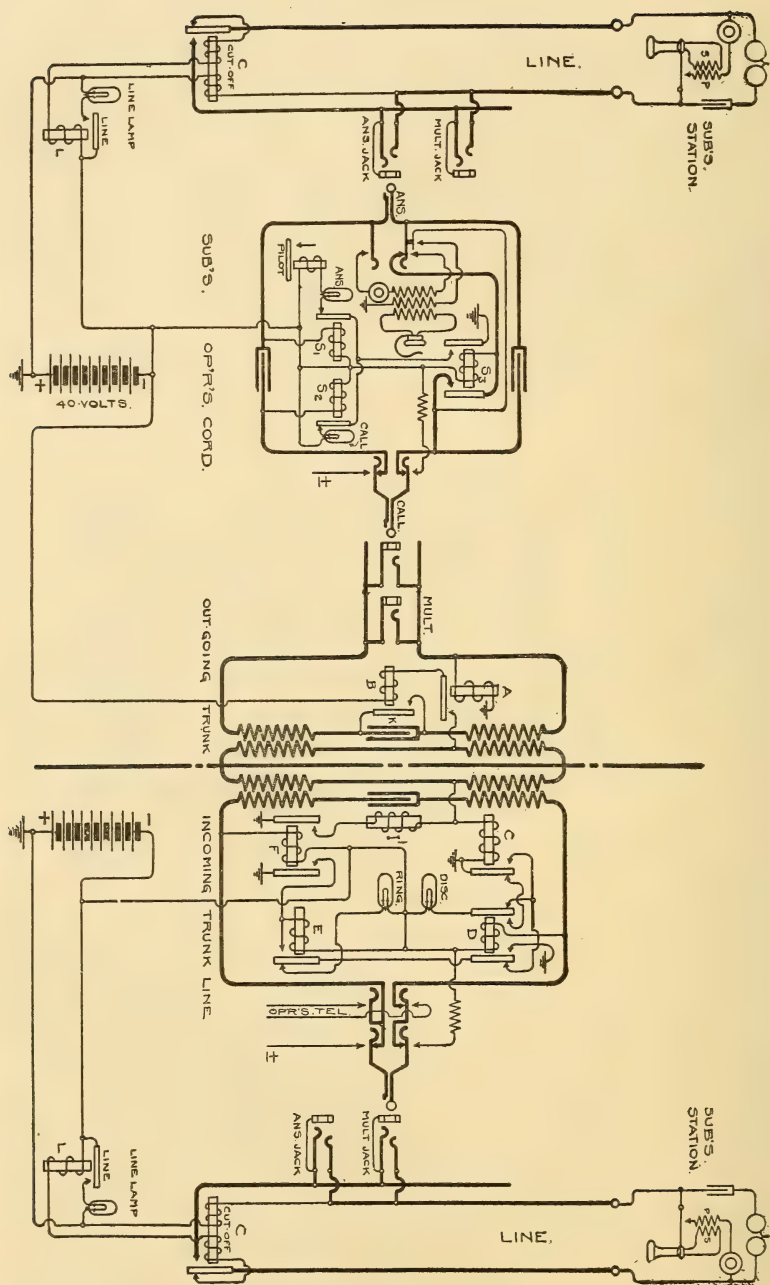 SUB'S. STATION.
S
P
LINE.
C
CUT-OFF
LINE LAMP
LINE
L
MULT. JACK
ANS. JACK
ANS.
SUB'S. OP'R'S. CORD.
PILOT
ANS
S1
S2
S3
CALL
±
CALL.
+
-
40-VOLTS.
MULT.
OUT-GOING TRUNK
A
B
K
INCOMING TRUNK LINE
C
I'
F
RING.
DISC.
E
D
OPR'S. TEL.
±
+
-
MULT JACK
ANS. JACK
SUB'S. STATION.
P
S
LINE.
C
CUT-OFF
LINE LAMP
LINE
L